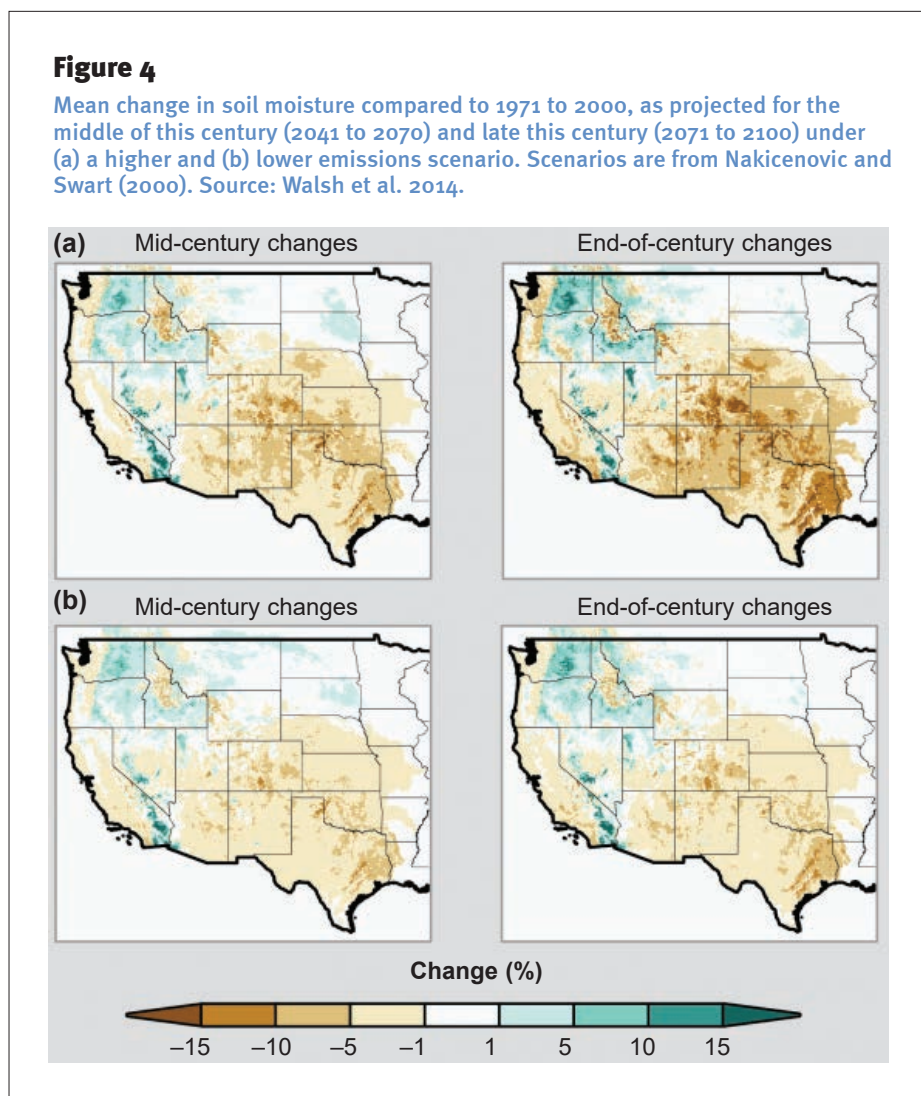 Figure 4
Mean change in soil moisture compared to 1971 to 2000, as projected for the
middle of this century (2041 to 2070) and late this century (2071 to 2100) under
(a) a higher and (b) lower emissions scenario. Scenarios are from Nakicenovic and
Swart (2000). Source: Walsh et al. 2014.
(a) Mid-century changes End-of-century changes
(b) Mid-century changes End-of-century changes
Change (%)
–15 –10 –5 –1 1 5 10 15